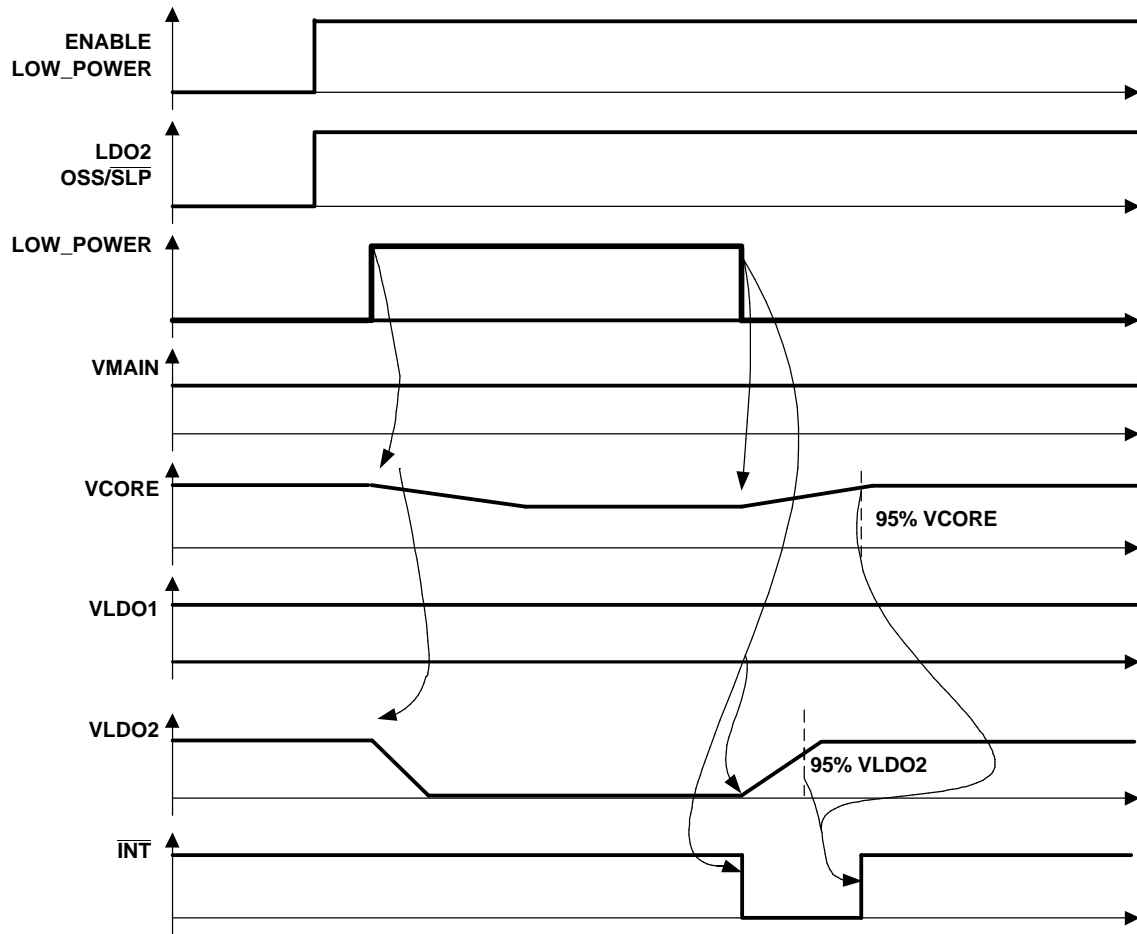 ENABLE
LOW_POWER
LDO2
OSS/SLP
LOW_POWER
VMAIN
VCORE
95% VCORE
VLDO1
VLDO2
95% VLDO2
INT